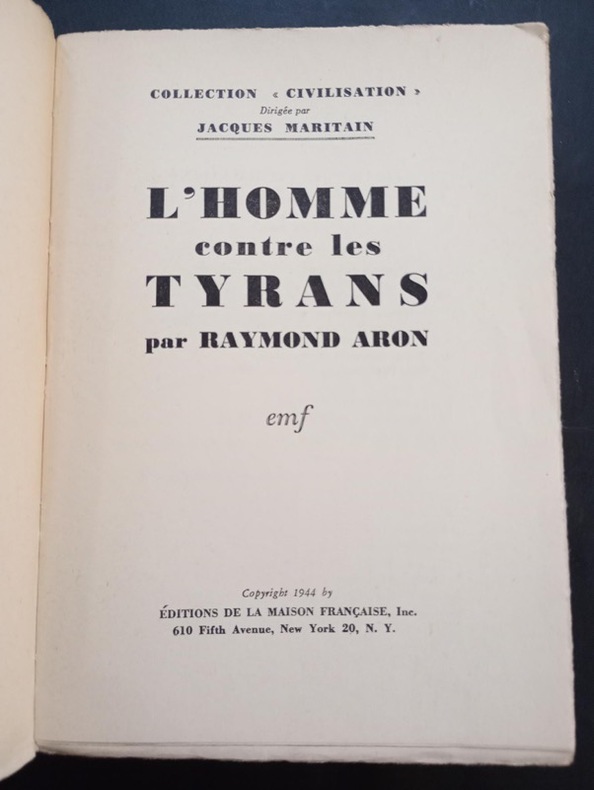 COLLECTION « CIVILISATION »
Dirigée par
JACQUES MARITAIN
L'HOMME
contre les
TYRANS
par RAYMOND ARON
emf
Copyright 1944 by
ÉDITIONS DE LA MAISON FRANÇAISE, Inc.
610 Fifth Avenue, New York 20, N. Y.